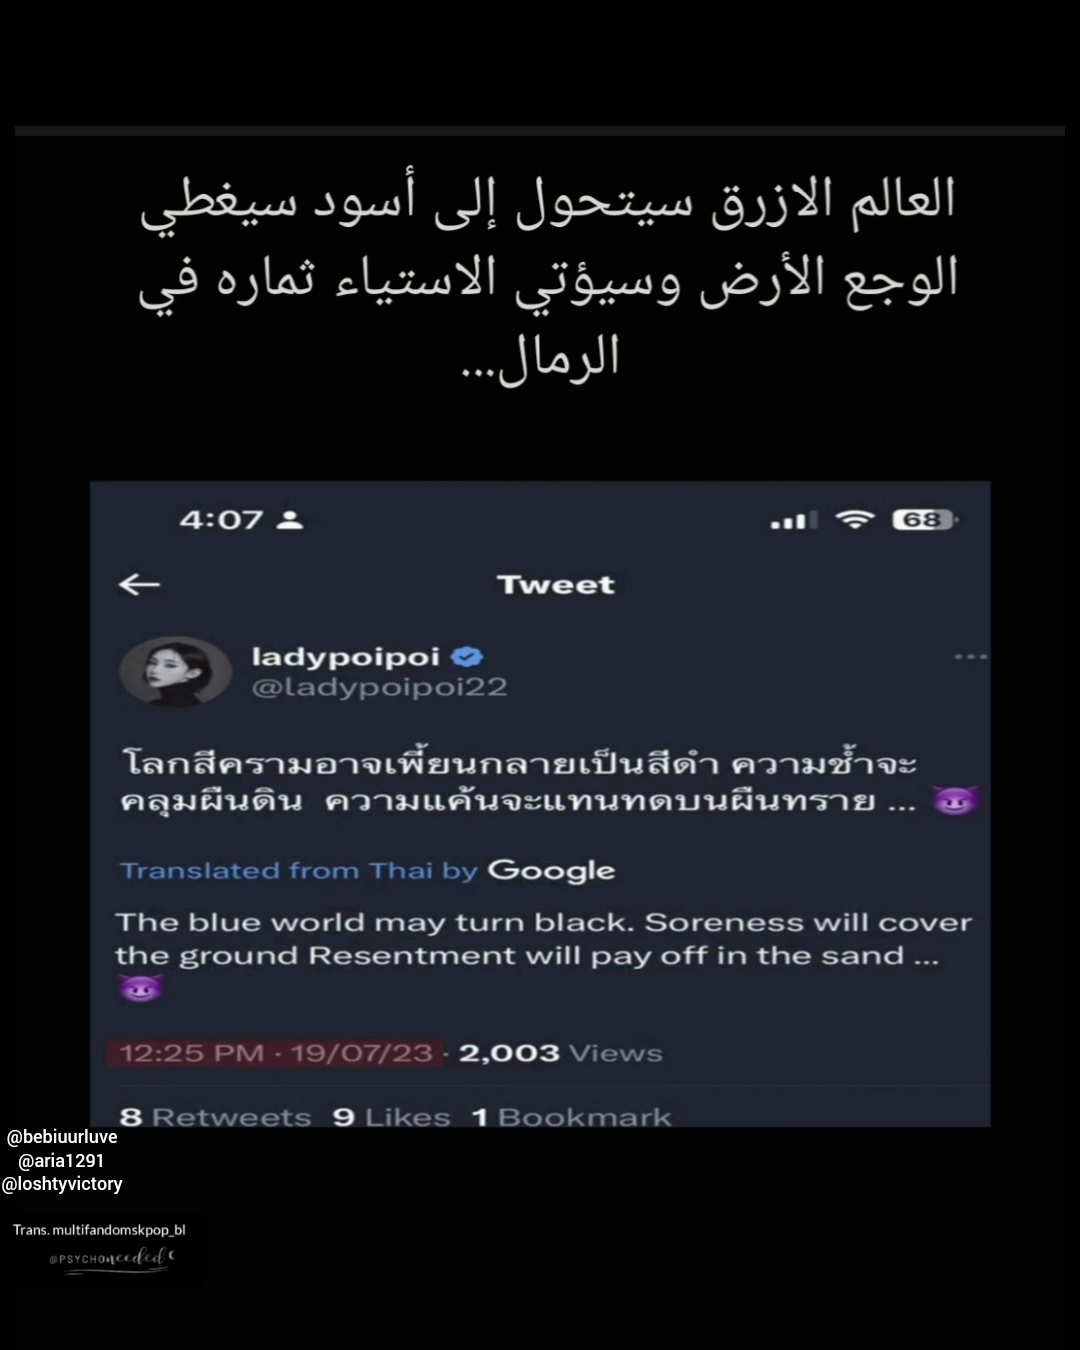 العالم الازرق سيتحول إلى أسود سيغطي
الوجع الأرض وسيؤتي الاستياء ثماره في
الرمال...
4:07
68
Tweet
ladypoipoi
@ladypoipoi22
โลกสีครามอาจเพี้ยนกลายเป็นสีดำ ความช้ำจะ
คลุมผืนดิน ความแค้นจะแทนทดบนผืนทราย ... 😈
Translated from Thai by Google
The blue world may turn black. Soreness will cover
the ground Resentment will pay off in the sand ...
😈
12:25 PM · 19/07/23 · 2,003 Views
8 Retweets 9 Likes 1 Bookmark
@bebiuurluve
@aria1291
@loshtyvictory
Trans. multifandomskpop_bl
@PSYCHOneeded